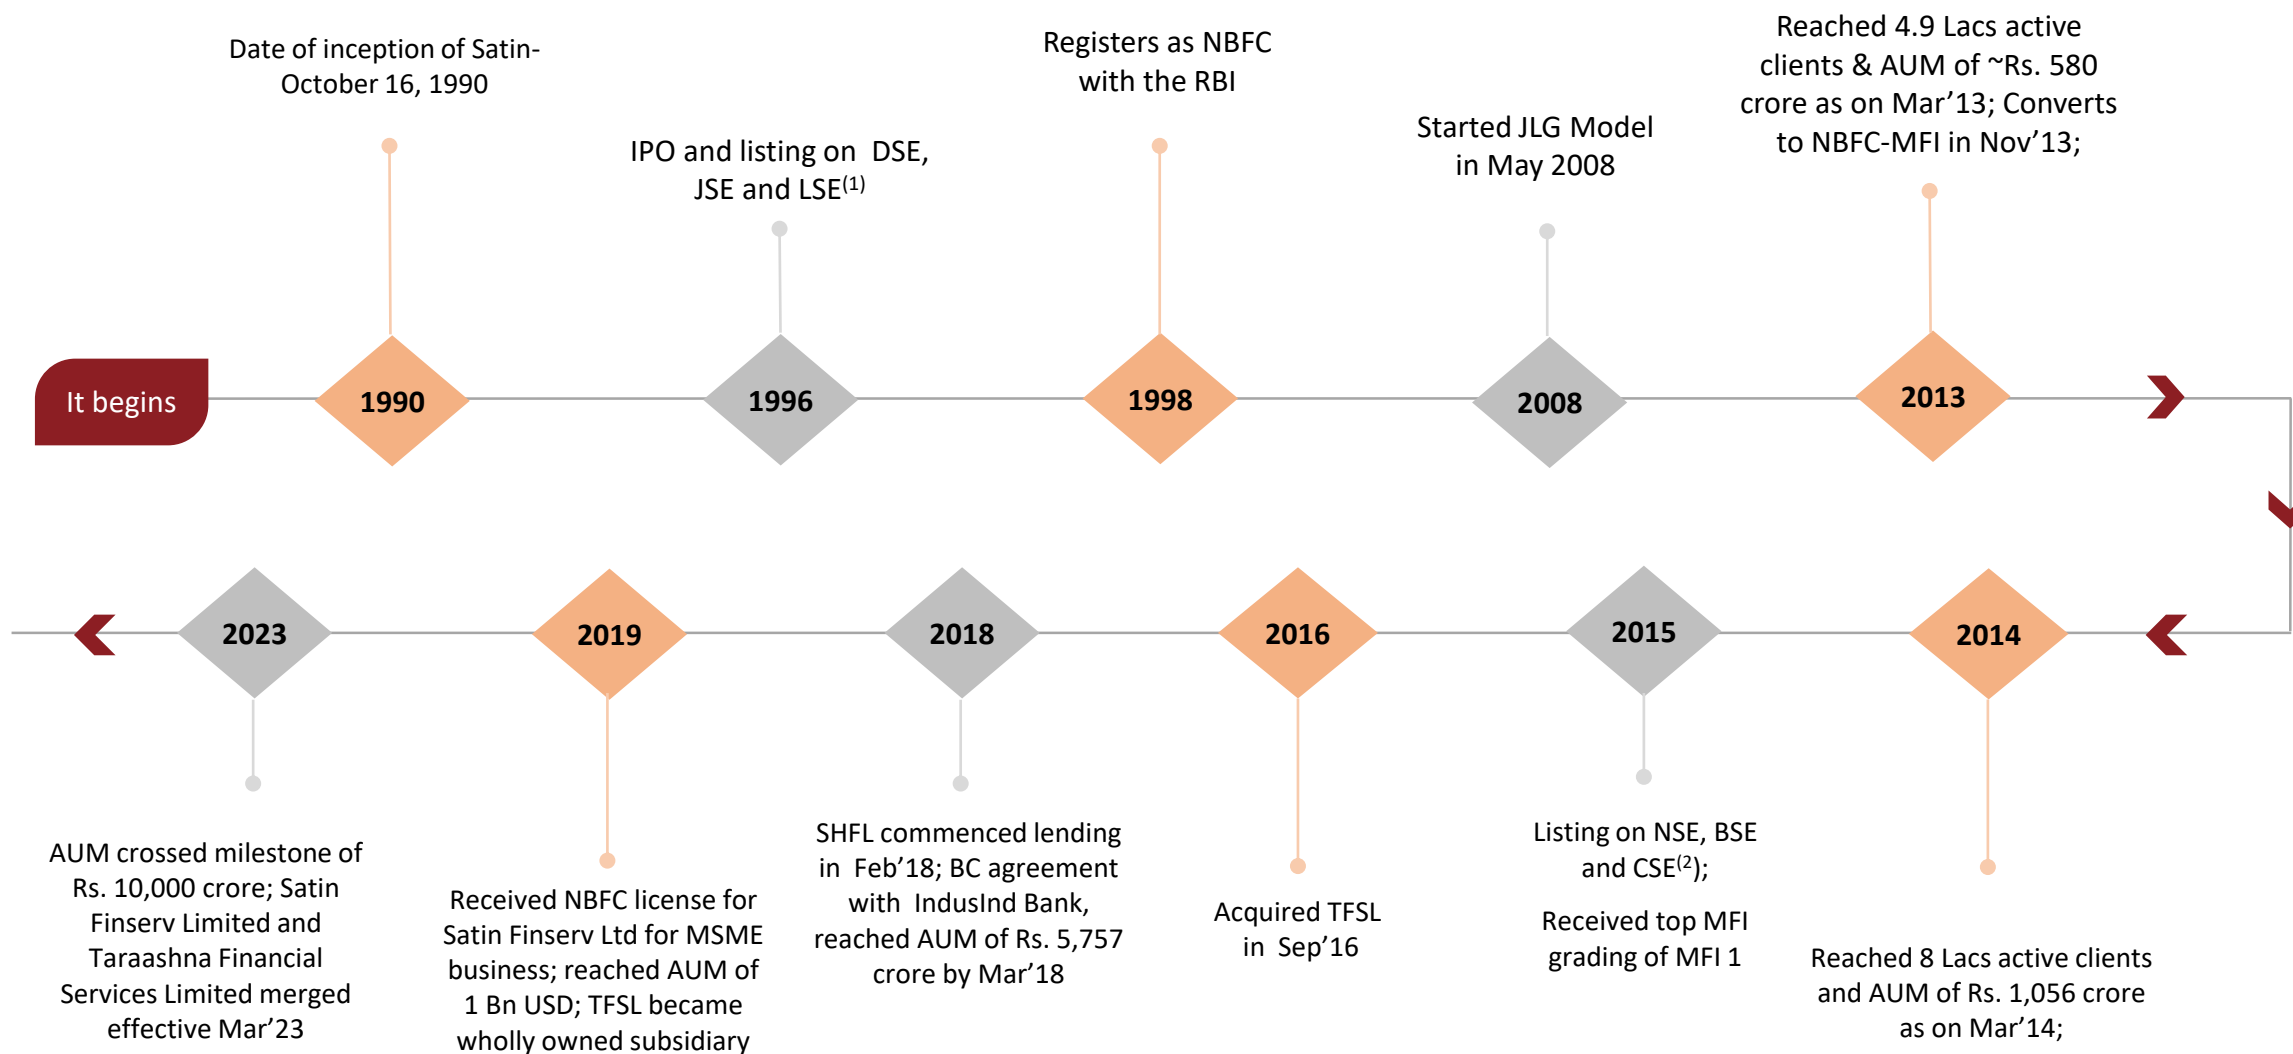 Date of inception of Satin-
October 16, 1990
IPO and listing on DSE,
JSE and LSE(1)
Registers as NBFC
with the RBI
Started JLG Model
in May 2008
Reached 4.9 Lacs active
clients & AUM of ~Rs. 580
crore as on Mar’13; Converts
to NBFC-MFI in Nov’13;
It begins
1990
1996
1998
2008
2013
2023
2019
2018
2016
2015
2014
AUM crossed milestone of
Rs. 10,000 crore; Satin
Finserv Limited and
Taraashna Financial
Services Limited merged
effective Mar’23
Received NBFC license for
Satin Finserv Ltd for MSME
business; reached AUM of
1 Bn USD; TFSL became
wholly owned subsidiary
SHFL commenced lending
in Feb’18; BC agreement
with IndusInd Bank,
reached AUM of Rs. 5,757
crore by Mar’18
Acquired TFSL
in Sep’16
Listing on NSE, BSE
and CSE(2);
Received top MFI
grading of MFI 1
Reached 8 Lacs active clients
and AUM of Rs. 1,056 crore
as on Mar’14;